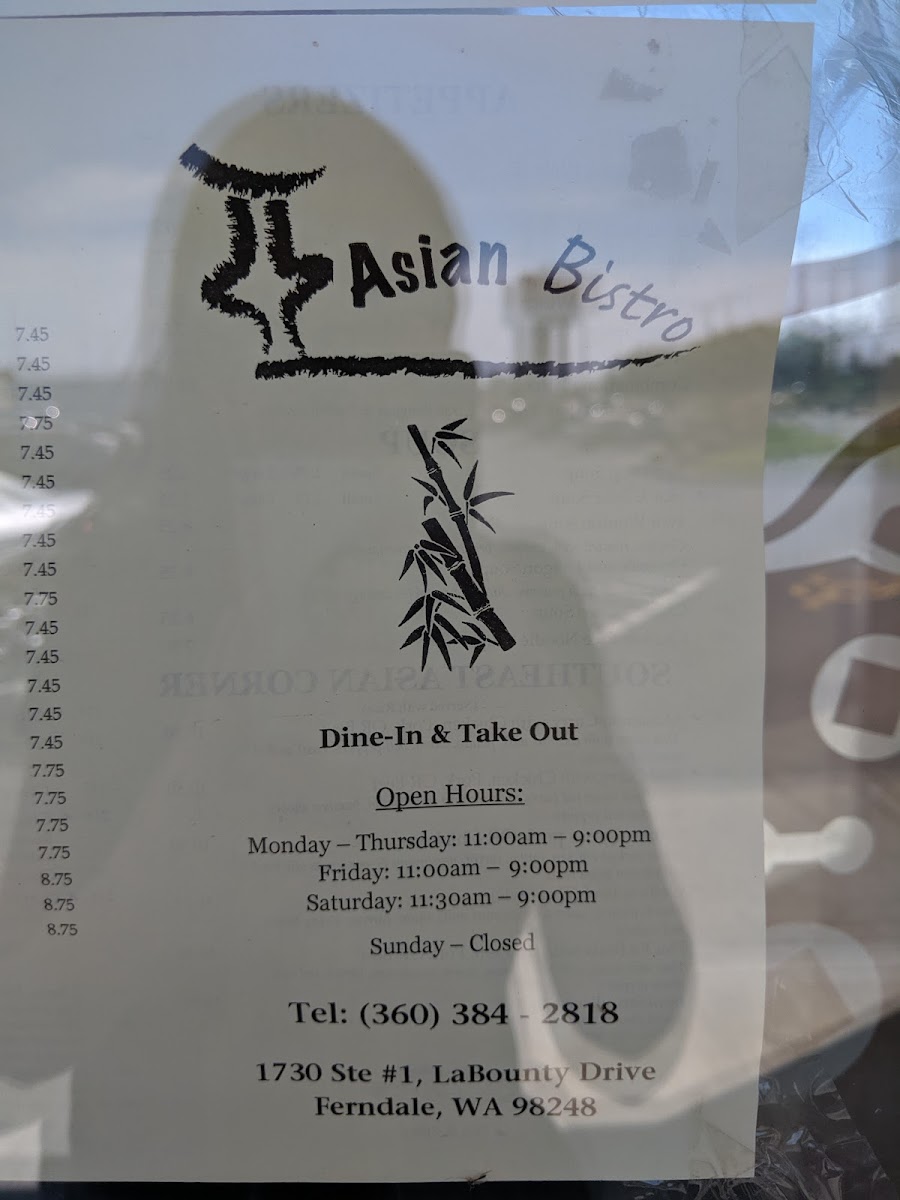 Asian Bistro
7.45
7.45
7.45
7.75
7.45
7.45
7.45
7.45
7.45
7.75
7.45
7.45
7.45
7.45
7.45
7.75
7.75
7.75
7.75
8.75
8.75
8.75
APPETIZERS
SOUTHEAST ASIAN CORNER
Dine-In & Take Out
Open Hours:
Monday – Thursday: 11:00am – 9:00pm
Friday: 11:00am – 9:00pm
Saturday: 11:30am – 9:00pm
Sunday – Closed
Tel: (360) 384 - 2818
1730 Ste #1, LaBounty Drive
Ferndale, WA 98248